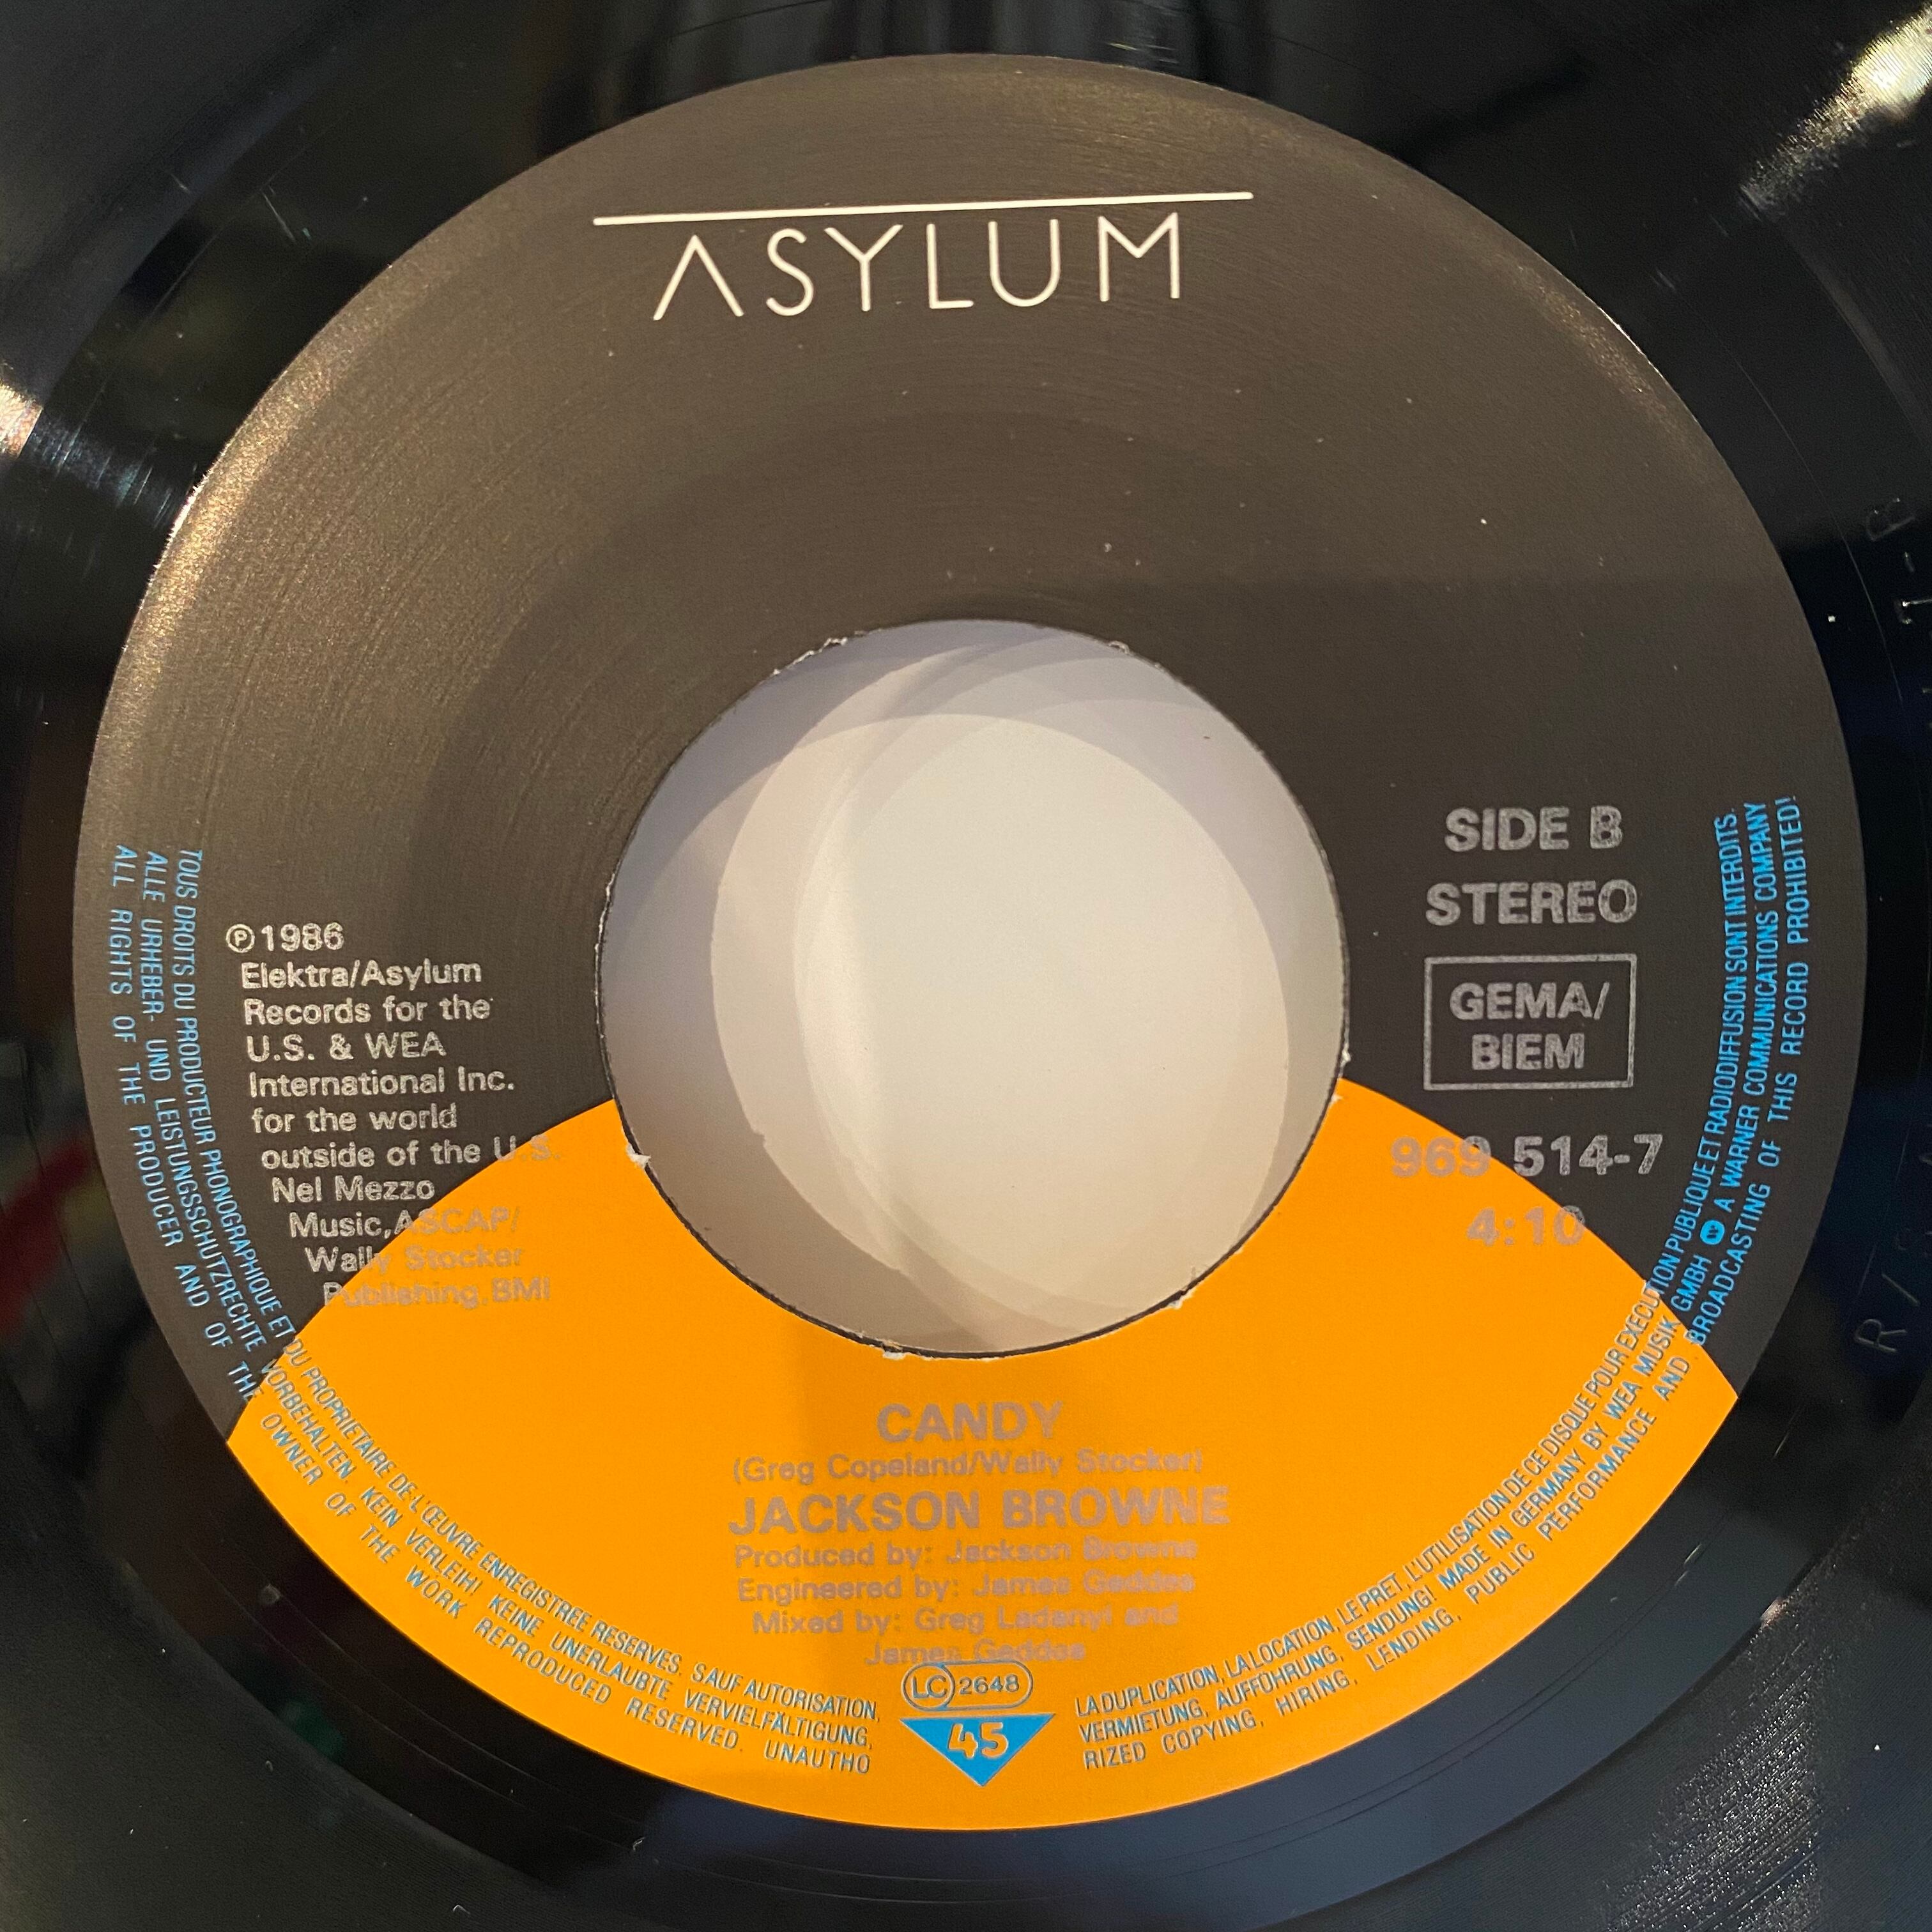 ASYLUM
SIDE B
STEREO
GEMA/
BIEM
969 514-7
4:10
℗1986
Elektra/Asylum
Records for the
U.S. & WEA
International Inc.
for the world
outside of the U.S.
Nel Mezzo
Music,ASCAP/
Wally Stocker
Publishing,BMI
CANDY
(Greg Copeland/Wally Stocker)
JACKSON BROWNE
Produced by: Jackson Browne
Engineered by: James Geddes
Mixed by: Greg Ladanyi and
James Geddes
LC 2648
45
TOUS DROITS DU PRODUCTEUR PHONOGRAPHIQUE ET DU PROPRIETAIRE DE L'ŒUVRE ENREGISTREE RESERVES. SAUF AUTORISATION, LA DUPLICATION, LA LOCATION, LE PRET, L'UTILISATION DE CE DISQUE POUR EXECUTION PUBLIQUE ET RADIODIFFUSION SONT INTERDITS.
ALLE URHEBER- UND LEISTUNGSSCHUTZRECHTE VORBEHALTEN. KEIN VERLEIH! KEINE UNERLAUBTE VERVIELFÄLTIGUNG, VERMIETUNG, AUFFÜHRUNG, SENDUNG! MADE IN GERMANY BY WEA MUSIK GMBH A WARNER COMMUNICATIONS COMPANY
ALL RIGHTS OF THE PRODUCER AND OF THE OWNER OF THE WORK REPRODUCED RESERVED. UNAUTHORIZED COPYING, HIRING, LENDING, PUBLIC PERFORMANCE AND BROADCASTING OF THIS RECORD PROHIBITED!